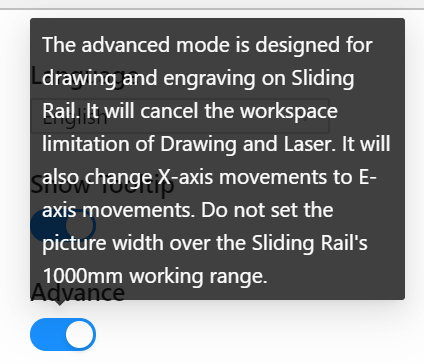 The advanced mode is designed for
Language
drawing and engraving on Sliding
Rail. It will cancel the workspace
English
limitation of Drawing and Laser. It will
also change X-axis movements to E-
Show Tooltip
axis movements. Do not set the
picture width over the Sliding Rail's
1000mm working range.
Advance